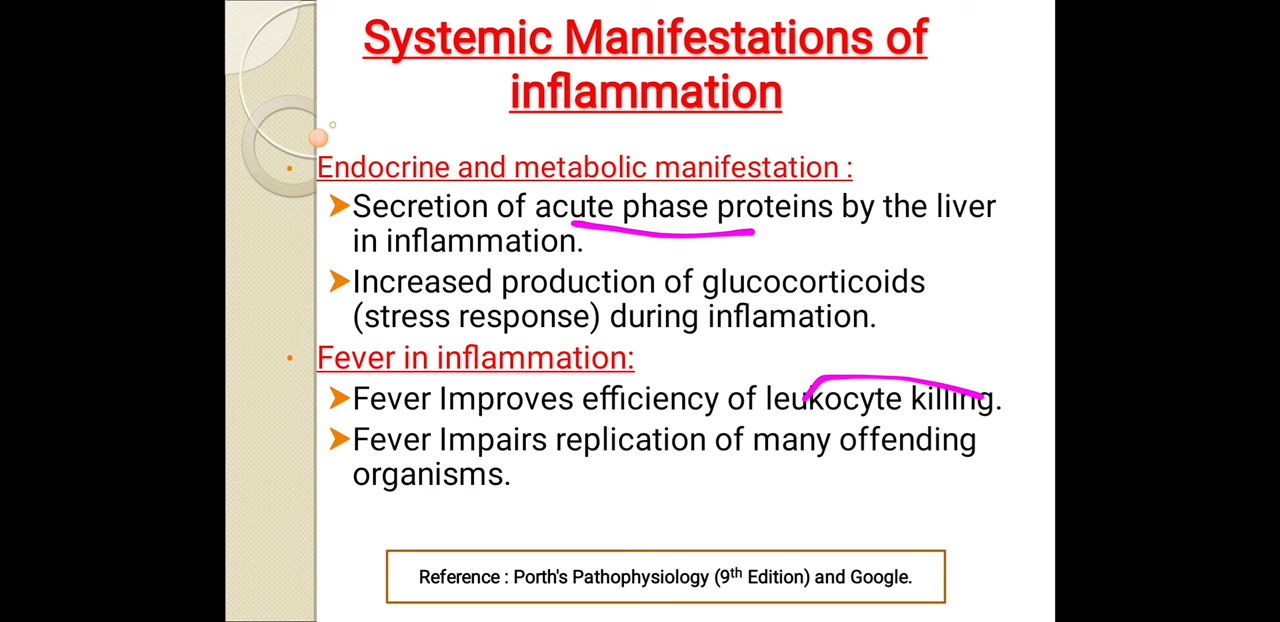 Systemic Manifestations of
inflammation
• Endocrine and metabolic manifestation :
➤Secretion of acute phase proteins by the liver
in inflammation.
➤Increased production of glucocorticoids
(stress response) during inflamation.
• Fever in inflammation:
➤Fever Improves efficiency of leukocyte killing.
➤Fever Impairs replication of many offending
organisms.
Reference : Porth's Pathophysiology (9th Edition) and Google.